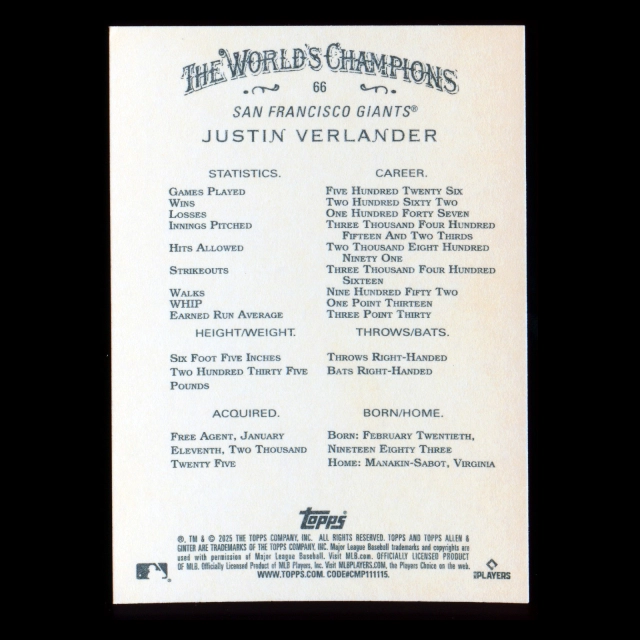 THE WORLD'S CHAMPIONS
66
SAN FRANCISCO GIANTS®
JUSTIN VERLANDER
STATISTICS. CAREER.
GAMES PLAYED FIVE HUNDRED TWENTY SIX
WINS TWO HUNDRED SIXTY TWO
LOSSES ONE HUNDRED FORTY SEVEN
INNINGS PITCHED THREE THOUSAND FOUR HUNDRED
FIFTEEN AND TWO THIRDS
HITS ALLOWED TWO THOUSAND EIGHT HUNDRED
NINETY ONE
STRIKEOUTS THREE THOUSAND FOUR HUNDRED
SIXTEEN
WALKS NINE HUNDRED FIFTY TWO
WHIP ONE POINT THIRTEEN
EARNED RUN AVERAGE THREE POINT THIRTY
HEIGHT/WEIGHT. THROWS/BATS.
SIX FOOT FIVE INCHES THROWS RIGHT-HANDED
TWO HUNDRED THIRTY FIVE BATS RIGHT-HANDED
POUNDS
ACQUIRED. BORN/HOME.
FREE AGENT, JANUARY BORN: FEBRUARY TWENTIETH,
ELEVENTH, TWO THOUSAND NINETEEN EIGHTY THREE
TWENTY FIVE HOME: MANAKIN-SABOT, VIRGINIA
Topps®
®, TM & © 2025 THE TOPPS COMPANY, INC. ALL RIGHTS RESERVED. TOPPS AND TOPPS ALLEN &
GINTER ARE TRADEMARKS OF THE TOPPS COMPANY, INC. Major League Baseball trademarks and copyrights are
used with permission of Major League Baseball. Visit MLB.com. OFFICIALLY LICENSED PRODUCT
OF MLB. Officially Licensed Product of MLB Players, Inc. Visit MLBPLAYERS.COM, the Players Choice on the web.
WWW.TOPPS.COM. CODE#CMP111115.
MLB PLAYERS